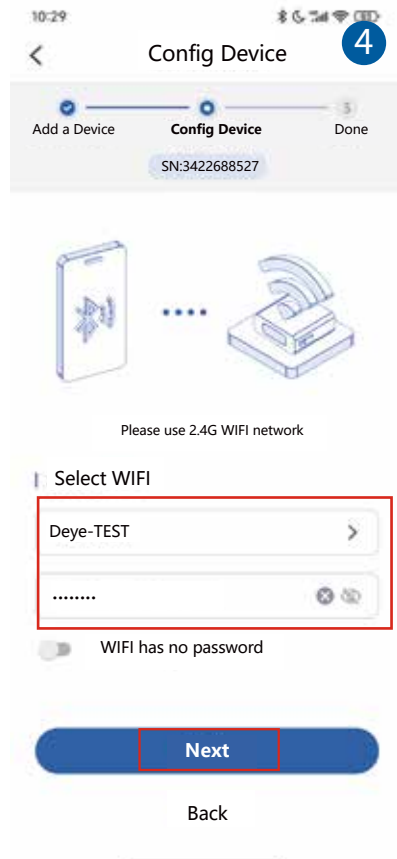 10:29
4
Config Device
3
Add a Device Config Device Done
SN:3422688527
Please use 2.4G WIFI network
Select WIFI
Deye-TEST
........
WIFI has no password
Next
Back